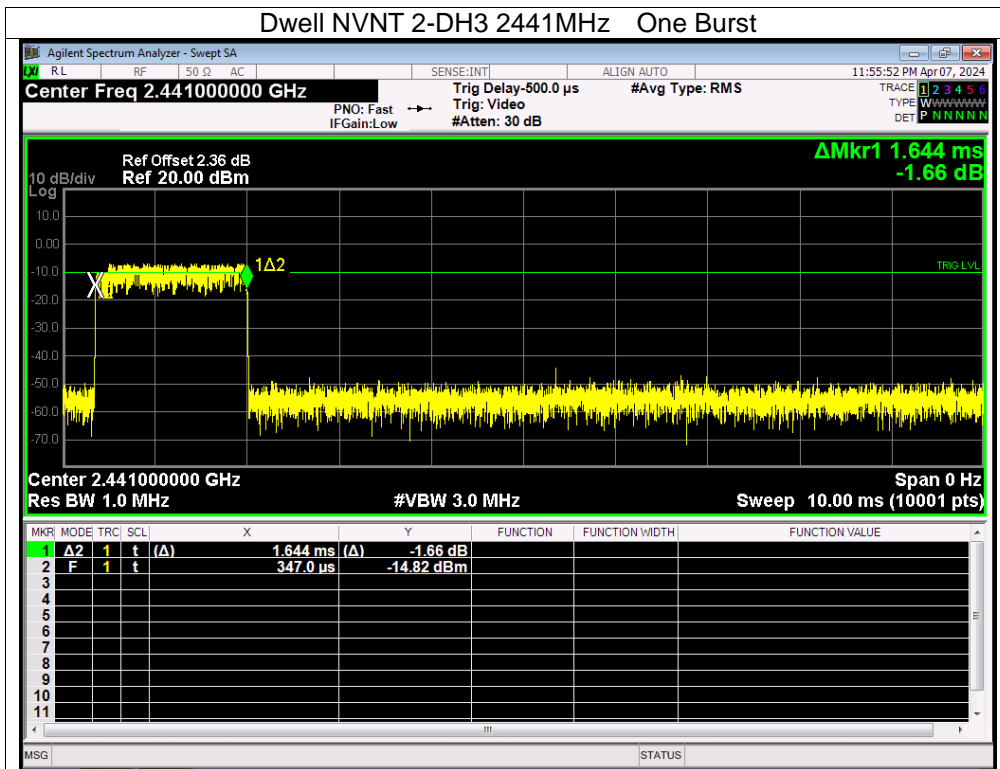 Dwell NVNT 2-DH3 2441MHz One Burst
Agilent Spectrum Analyzer - Swept SA
LXI RL RF 50 Ω AC SENSE:INT ALIGN AUTO 11:55:52 PM Apr 07, 2024
Center Freq 2.441000000 GHz
PNO: Fast
IFGain:Low
Trig Delay-500.0 µs
Trig: Video
#Atten: 30 dB
#Avg Type: RMS
TRACE 1 2 3 4 5 6
TYPE WWWWWW
DET P N N N N N
ΔMkr1 1.644 ms
-1.66 dB
Ref Offset 2.36 dB
10 dB/div Ref 20.00 dBm
Log
10.0
0.00
-10.0
-20.0
-30.0
-40.0
-50.0
-60.0
-70.0
1Δ2
TRIG LVL
Center 2.441000000 GHz Span 0 Hz
Res BW 1.0 MHz #VBW 3.0 MHz Sweep 10.00 ms (10001 pts)
MKR MODE TRC SCL X Y FUNCTION FUNCTION WIDTH FUNCTION VALUE
1 Δ2 1 t (Δ) 1.644 ms (Δ) -1.66 dB
2 F 1 t 347.0 µs -14.82 dBm
3
4
5
6
7
8
9
10
11
MSG STATUS